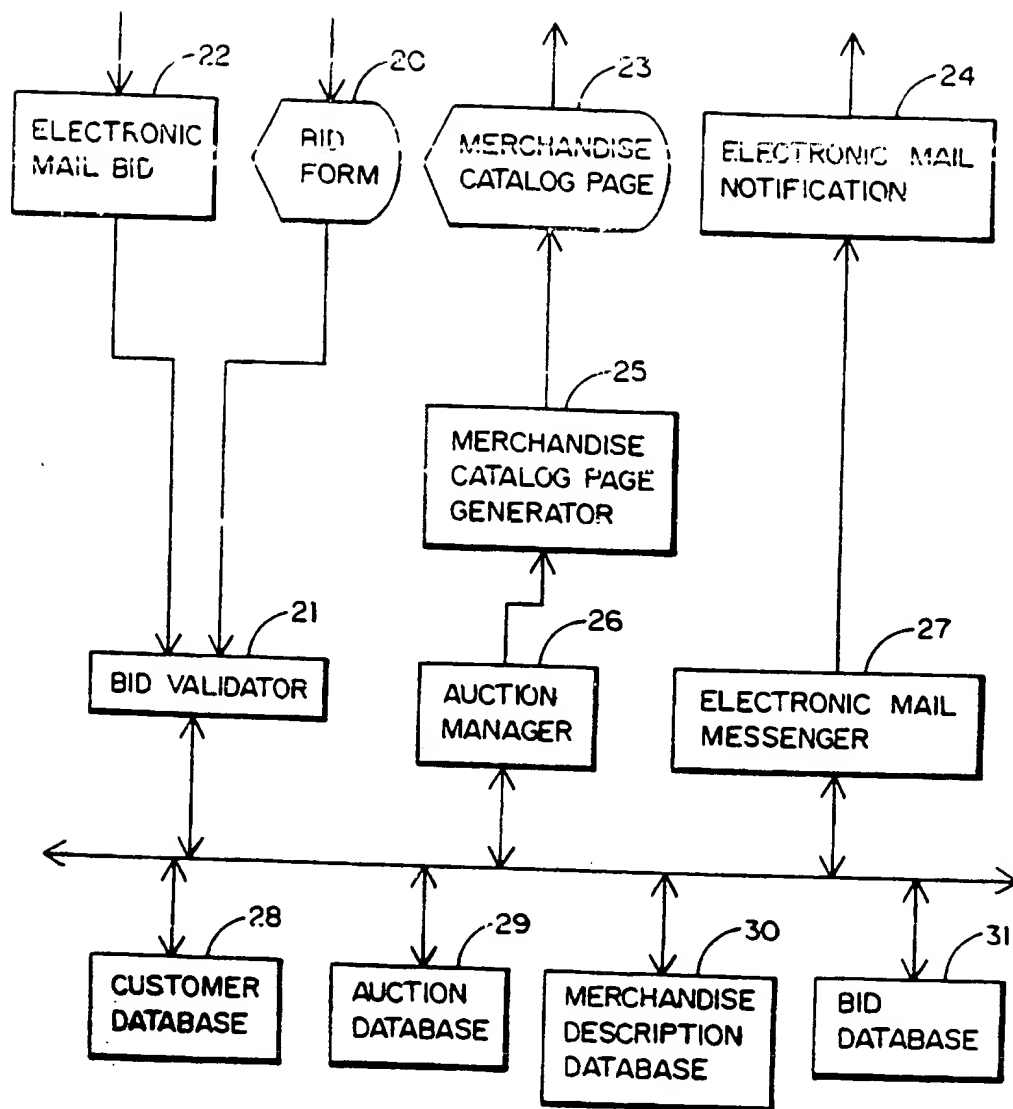 22
ELECTRONIC
MAIL BID
20
BID
FORM
23
MERCHANDISE
CATALOG PAGE
24
ELECTRONIC MAIL
NOTIFICATION
25
MERCHANDISE
CATALOG PAGE
GENERATOR
21
BID VALIDATOR
26
AUCTION
MANAGER
27
ELECTRONIC MAIL
MESSENGER
28
CUSTOMER
DATABASE
29
AUCTION
DATABASE
30
MERCHANDISE
DESCRIPTION
DATABASE
31
BID
DATABASE